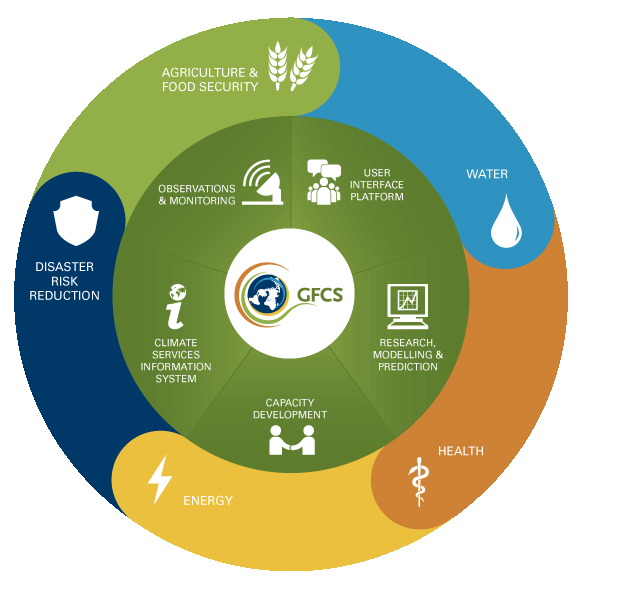 AGRICULTURE &
FOOD SECURITY
WATER
OBSERVATIONS
& MONITORING
USER
INTERFACE
PLATFORM
DISASTER
RISK
REDUCTION
GFCS
CLIMATE
SERVICES
INFORMATION
SYSTEM
RESEARCH,
MODELLING &
PREDICTION
CAPACITY
DEVELOPMENT
HEALTH
ENERGY